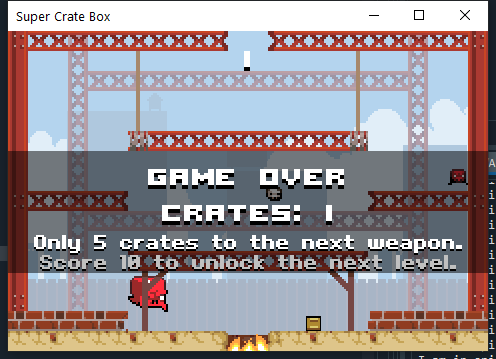 Super Crate Box
1
GAME OVER
CRATES: 1
Only 5 crates to the next weapon.
Score 10 to unlock the next level.